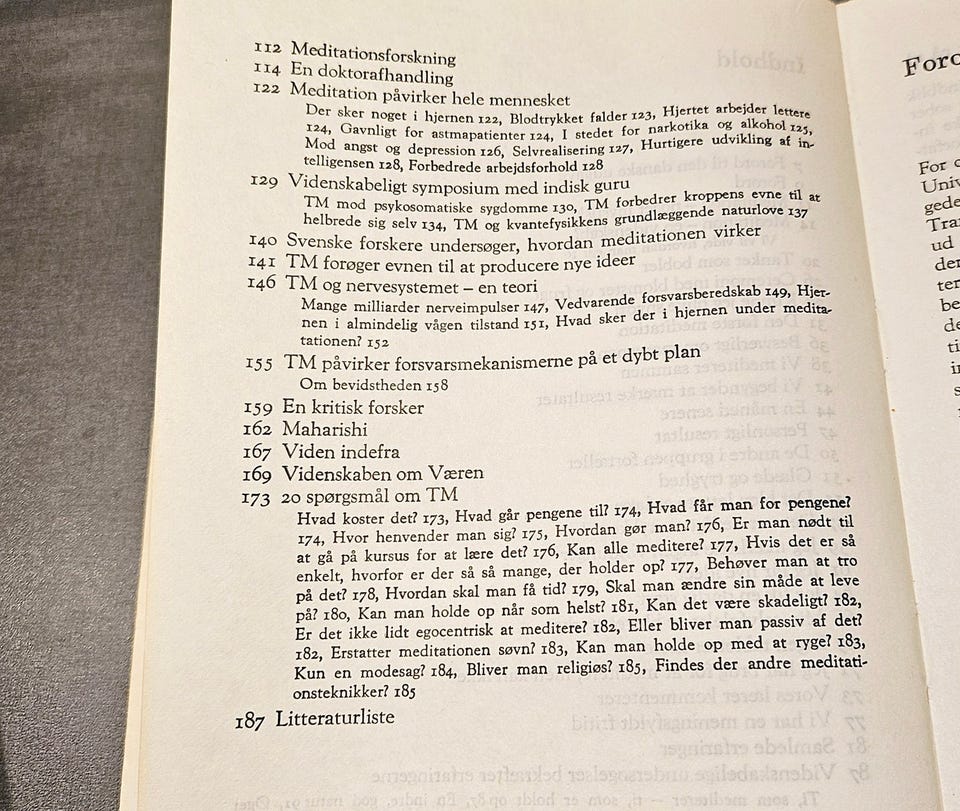 112 Meditationsforskning
114 En doktorafhandling
122 Meditation påvirker hele mennesket
Der sker noget i hjernen 122, Blodtrykket falder 123, Hjertet arbejder lettere
124, Gavnligt for astmapatienter 124, I stedet for narkotika og alkohol 125,
Mod angst og depression 126, Selvrealisering 127, Hurtigere udvikling af in-
telligensen 128, Forbedrede arbejdsforhold 128
129 Videnskabeligt symposium med indisk guru
TM mod psykosomatiske sygdomme 130, TM forbedrer kroppens evne til at
helbrede sig selv 134, TM og kvantefysikkens grundlæggende naturlove 137
140 Svenske forskere undersøger, hvordan meditationen virker
141 TM forøger evnen til at producere nye ideer
146 TM og nervesystemet – en teori
Mange milliarder nerveimpulser 147, Vedvarende forsvarsberedskab 149, Hjer-
nen i almindelig vågen tilstand 151, Hvad sker der i hjernen under medita-
tationen? 152
155 TM påvirker forsvarsmekanismerne på et dybt plan
Om bevidstheden 158
159 En kritisk forsker
162 Maharishi
167 Viden indefra
169 Videnskaben om Væren
173 20 spørgsmål om TM
Hvad koster det? 173, Hvad går pengene til? 174, Hvad får man for pengene?
174, Hvor henvender man sig? 175, Hvordan gør man? 176, Er man nødt til
at gå på kursus for at lære det? 176, Kan alle meditere? 177, Hvis det er så
enkelt, hvorfor er der så så mange, der holder op? 177, Behøver man at tro
på det? 178, Hvordan skal man få tid? 179, Skal man ændre sin måde at leve
på? 180, Kan man holde op når som helst? 181, Kan det være skadeligt? 182,
Er det ikke lidt egocentrisk at meditere? 182, Eller bliver man passiv af det?
182, Erstatter meditationen søvn? 183, Kan man holde op med at ryge? 183,
Kun en modesag? 184, Bliver man religiøs? 185, Findes der andre meditati-
onsteknikker? 185
187 Litteraturliste